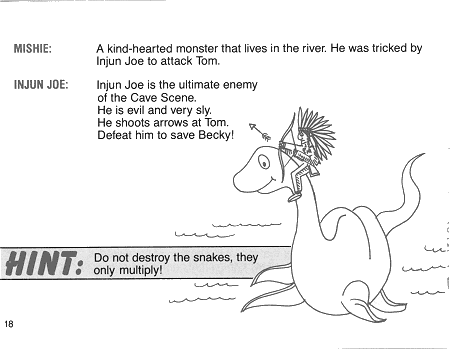 MISHIE: A kind-hearted monster that lives in the river. He was tricked by
Injun Joe to attack Tom.
INJUN JOE: Injun Joe is the ultimate enemy
of the Cave Scene.
He is evil and very sly.
He shoots arrows at Tom.
Defeat him to save Becky!
HINT: Do not destroy the snakes, they
only multiply!
18